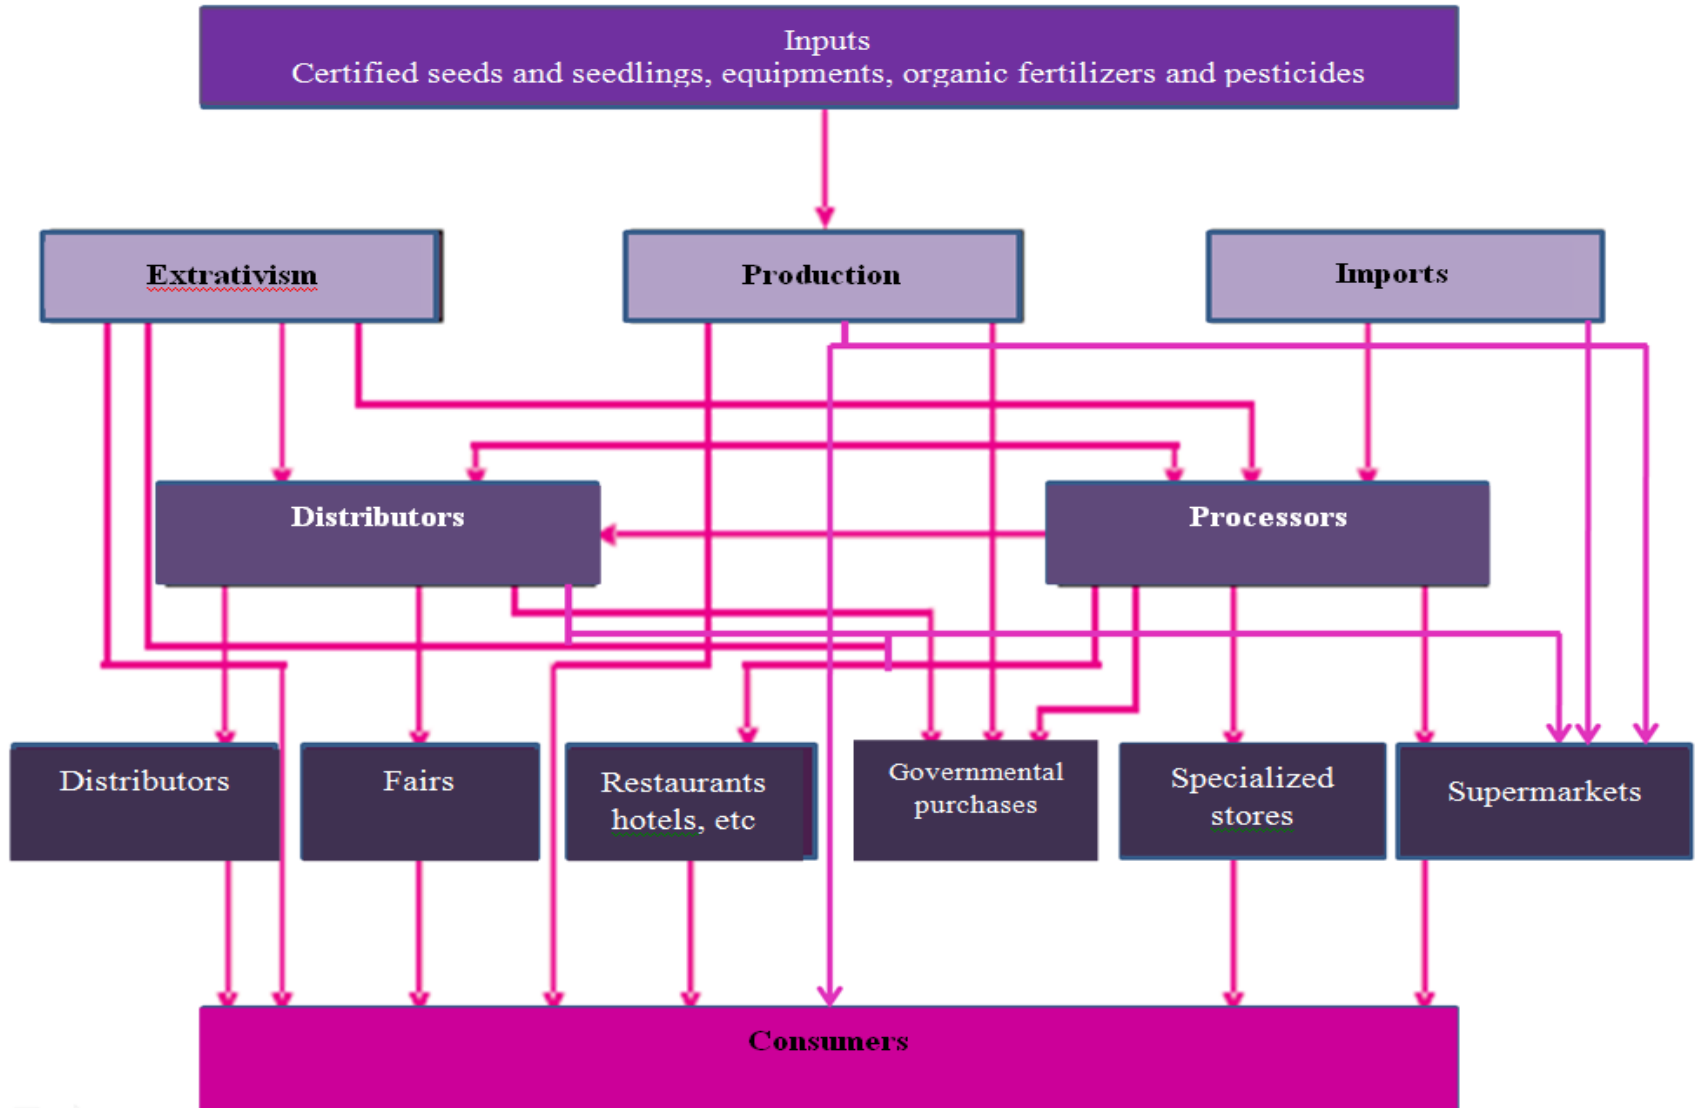 Inputs
Certified seeds and seedlings, equipments, organic fertilizers and pesticides
Extrativism
Production
Imports
Distributors
Processors
Distributors
Fairs
Restaurants
hotels, etc
Governmental
purchases
Specialized
stores
Supermarkets
Consumers